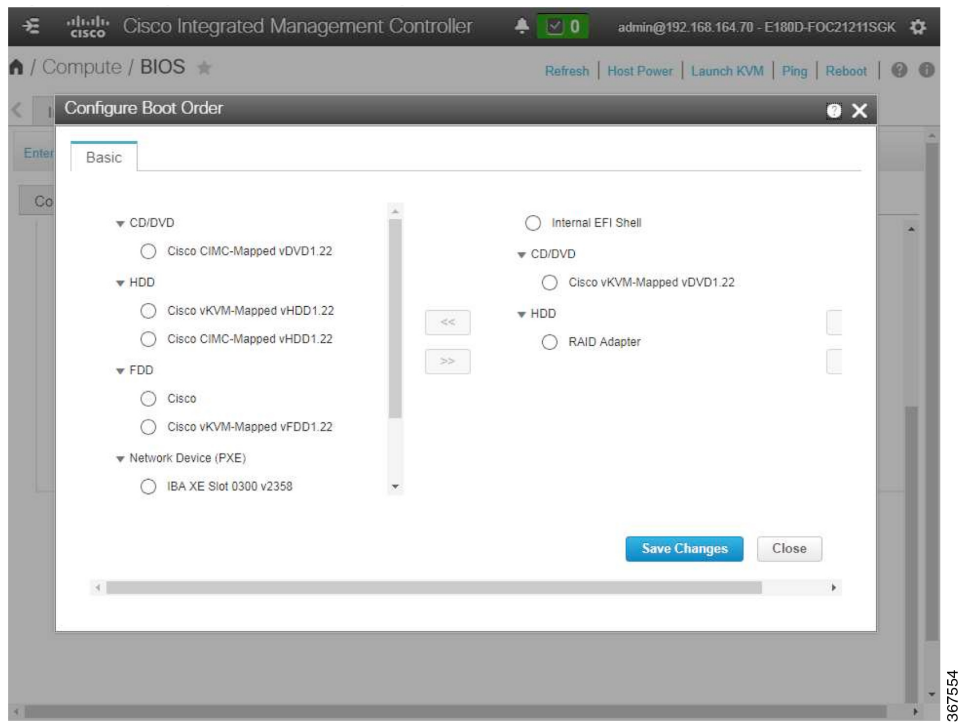 cisco Cisco Integrated Management Controller 0 admin@192.168.164.70 - E180D-FOC21211SGK
/ Compute / BIOS Refresh | Host Power | Launch KVM | Ping | Reboot | ? i
Configure Boot Order ? X
Enter
Basic
Co
CD/DVD
Cisco CIMC-Mapped vDVD1.22
HDD
Cisco vKVM-Mapped vHDD1.22
Cisco CIMC-Mapped vHDD1.22
FDD
Cisco
Cisco vKVM-Mapped vFDD1.22
Network Device (PXE)
IBA XE Slot 0300 v2358
<<
>>
Internal EFI Shell
CD/DVD
Cisco vKVM-Mapped vDVD1.22
HDD
RAID Adapter
Save Changes Close
367554